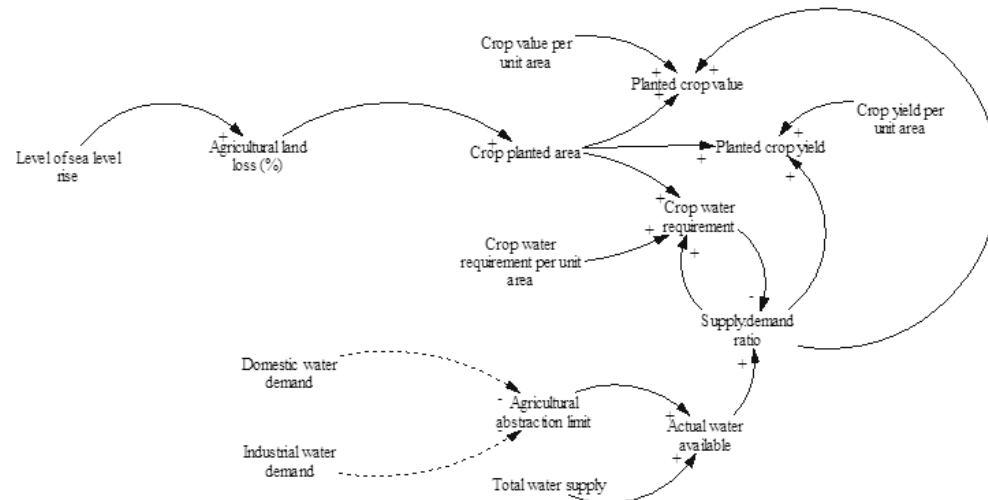 Crop value per
unit area
+
+
+
Planted crop value
Crop yield per
unit area
+
Level of sea level
rise
+
Agricultural land
loss (%)
+
Crop planted area
+
Planted crop yield
+
+
Crop water
requirement
+
+
Crop water
requirement per unit
area
-
Supply:demand
ratio
+
Domestic water
demand
-
Agricultural
abstraction limit
-
Industrial water
demand
+
Actual water
available
+
Total water supply